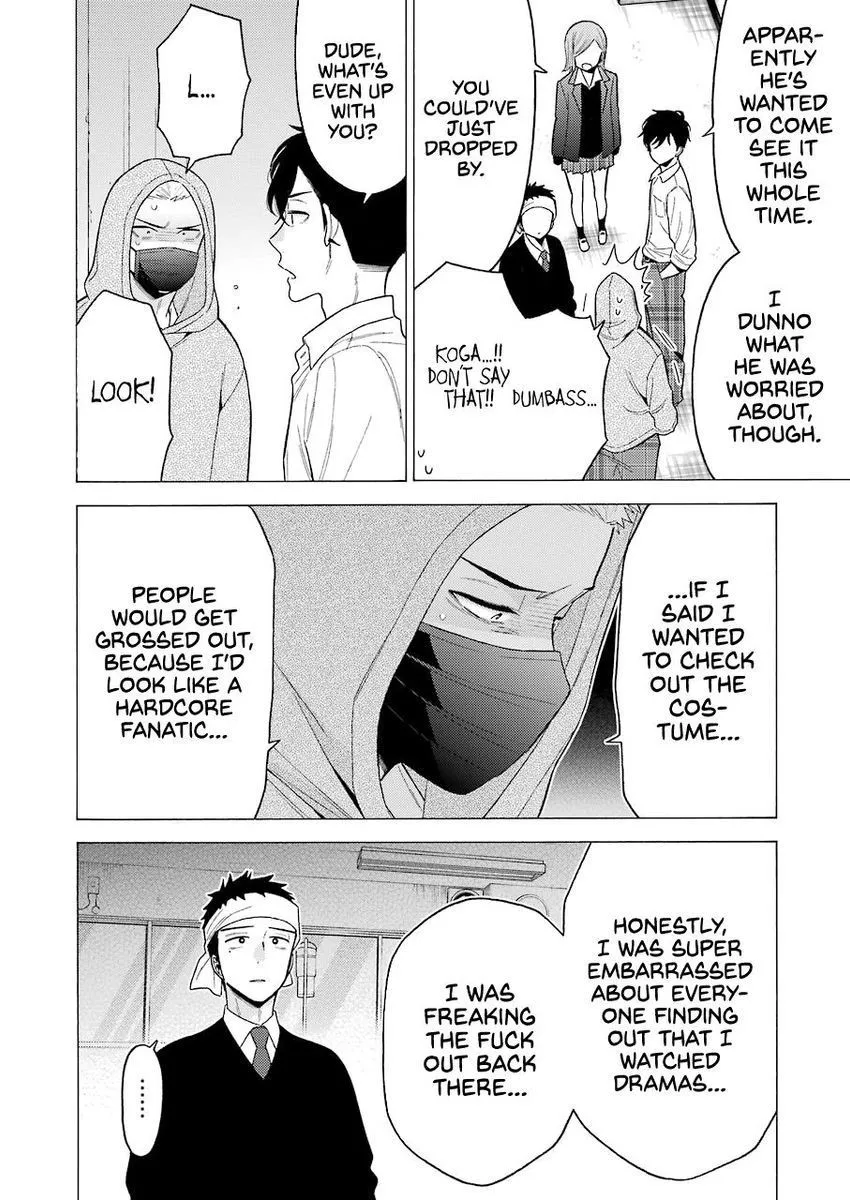 APPAR-
ENTLY
HE'S
WANTED
TO COME
SEE IT
THIS
WHOLE
TIME.
I
DUNNO
WHAT
HE WAS
WORRIED
ABOUT,
THOUGH.
YOU
COULD'VE
JUST
DROPPED
BY.
KOGA...!!
DON'T SAY
THAT!! DUMBASS...
DUDE,
WHAT'S
EVEN UP
WITH
YOU?
L...
LOOK!
...IF I
SAID I
WANTED
TO CHECK
OUT THE
COS-
TUME...
PEOPLE
WOULD GET
GROSSED OUT,
BECAUSE I'D
LOOK LIKE A
HARDCORE
FANATIC...
HONESTLY,
I WAS SUPER
EMBARRASSED
ABOUT EVERY-
ONE FINDING
OUT THAT I
WATCHED
DRAMAS...
I WAS
FREAKING
THE FUCK
OUT BACK
THERE...
......